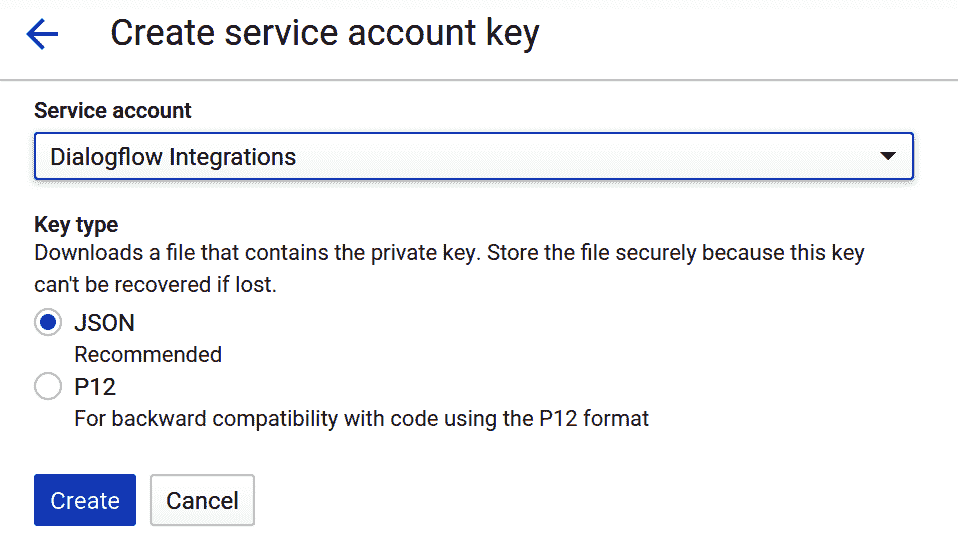 Create service account key
Service account
Dialogflow Integrations
Key type
Downloads a file that contains the private key. Store the file securely because this key
can't be recovered if lost.
JSON
Recommended
P12
For backward compatibility with code using the P12 format
Create Cancel